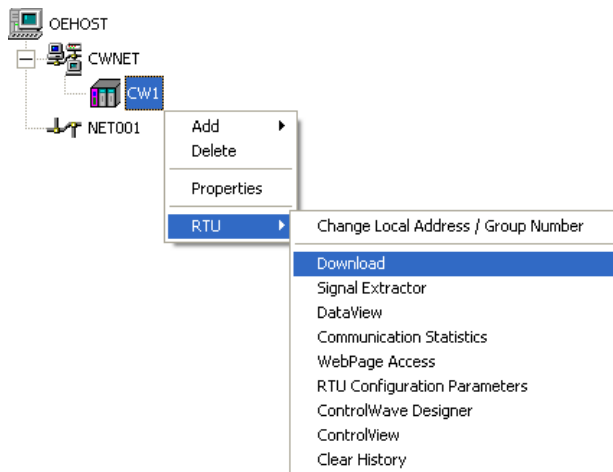 OEHOST
CWNET
CW1
NET001
Add
Delete
Properties
RTU
Change Local Address / Group Number
Download
Signal Extractor
DataView
Communication Statistics
WebPage Access
RTU Configuration Parameters
ControlWave Designer
ControlView
Clear History